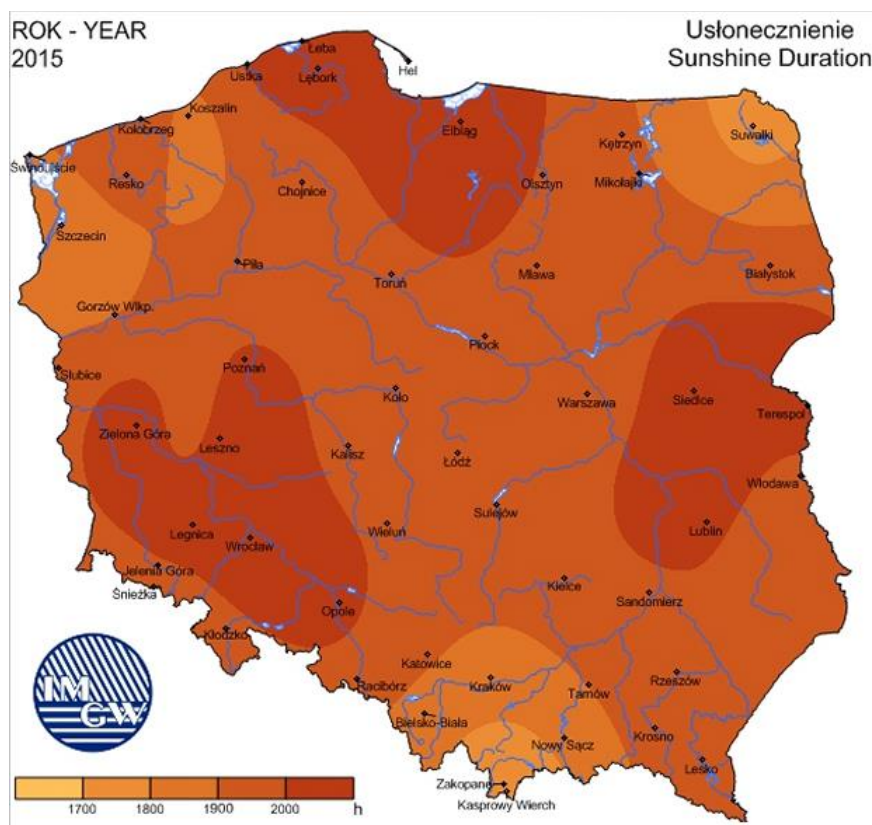 ROK - YEAR
2015
Usłonecznienie
Sunshine Duration
Łeba
Ustka
Lębork
Hel
Koszalin
Kołobrzeg
Elbląg
Suwałki
Kętrzyn
Świnoujście
Resko
Chojnice
Olsztyn
Mikołajki
Szczecin
Piła
Toruń
Mława
Białystok
Gorzów Wlkp.
Płock
Słubice
Poznań
Koło
Warszawa
Siedlce
Terespol
Zielona Góra
Leszno
Kalisz
Łódź
Włodawa
Sulejów
Legnica
Wrocław
Wieluń
Lublin
Jelenia Góra
Śnieżka
Kielce
Opole
Sandomierz
Kłodzko
Katowice
Racibórz
Kraków
Tarnów
Rzeszów
Bielsko-Biała
Nowy Sącz
Krosno
Lesko
Zakopane
Kasprowy Wierch
IM
GW
1700 1800 1900 2000 h